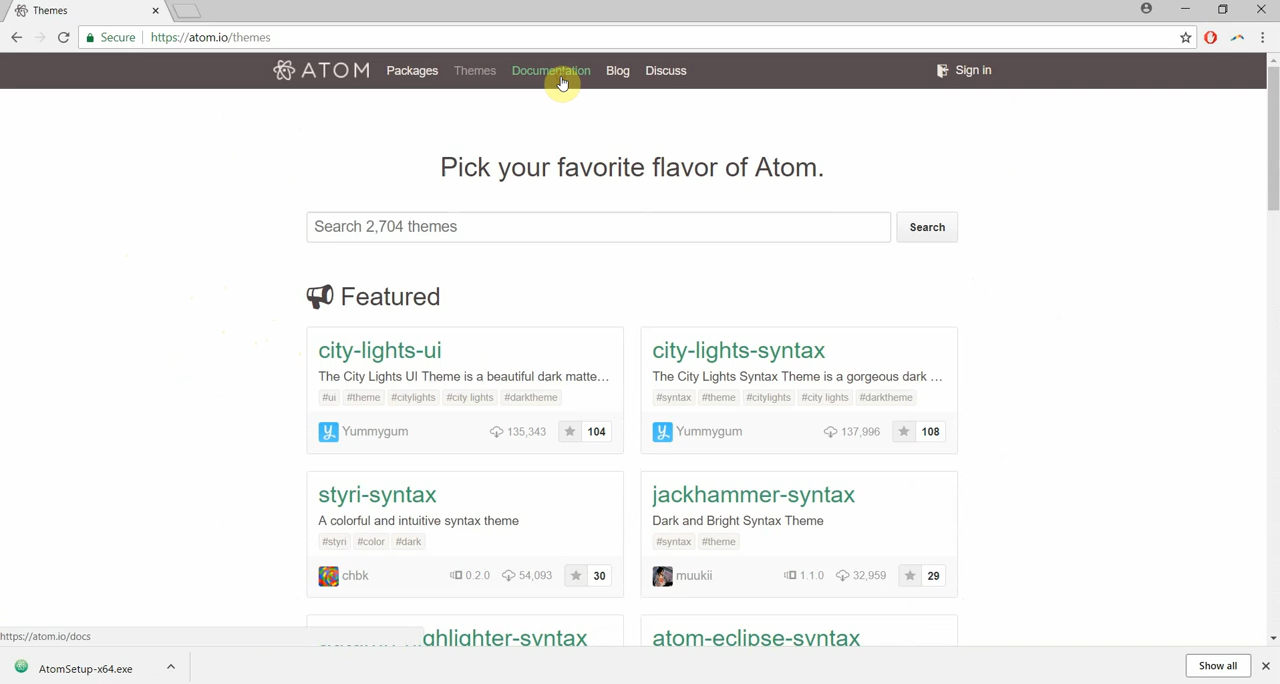 Themes
Secure https://atom.io/themes
ATOM Packages Themes Documentation Blog Discuss Sign in
Pick your favorite flavor of Atom.
Search 2,704 themes Search
Featured
city-lights-ui
The City Lights UI Theme is a beautiful dark matte...
#ui #theme #citylights #city lights #darktheme
Yummygum 135,343 104
city-lights-syntax
The City Lights Syntax Theme is a gorgeous dark ...
#syntax #theme #citylights #city lights #darktheme
Yummygum 137,996 108
styri-syntax
A colorful and intuitive syntax theme
#styri #color #dark
chbk 0.2.0 54,093 30
jackhammer-syntax
Dark and Bright Syntax Theme
#syntax #theme
muukii 1.1.0 32,959 29
ghlighter-syntax
atom-eclipse-syntax
https://atom.io/docs
AtomSetup-x64.exe Show all